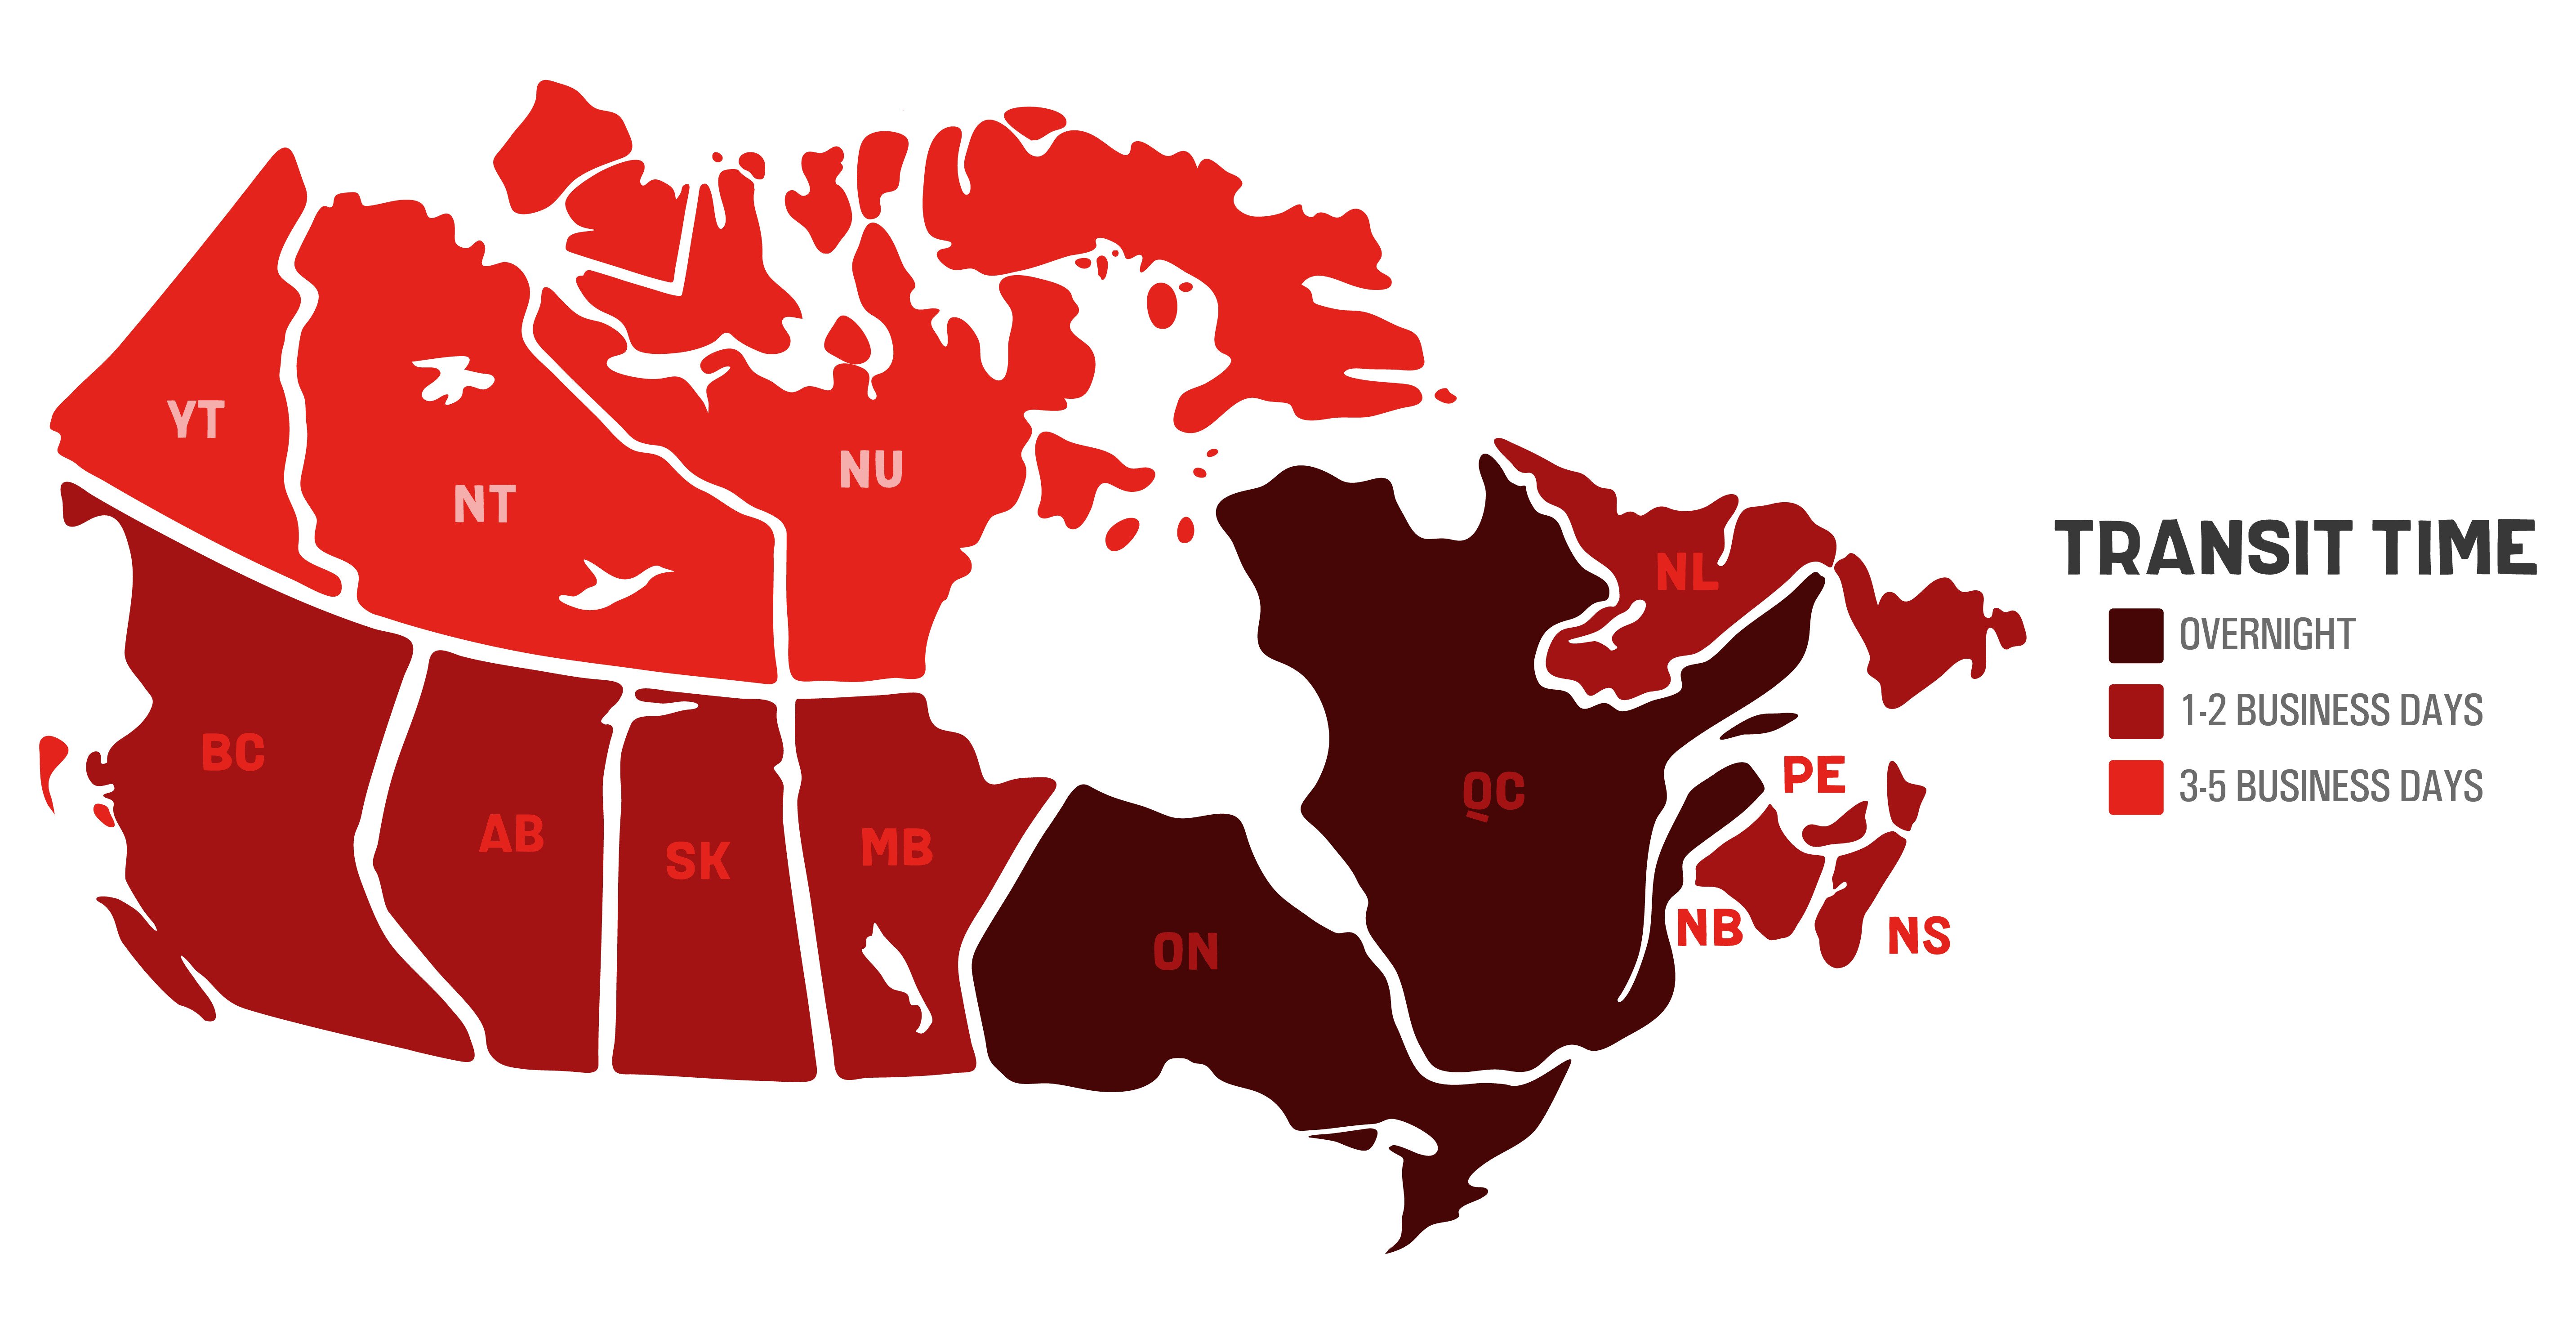 YT
NT
NU
BC
AB
SK
MB
ON
QC
NL
PE
NB
NS
TRANSIT TIME
OVERNIGHT
1-2 BUSINESS DAYS
3-5 BUSINESS DAYS